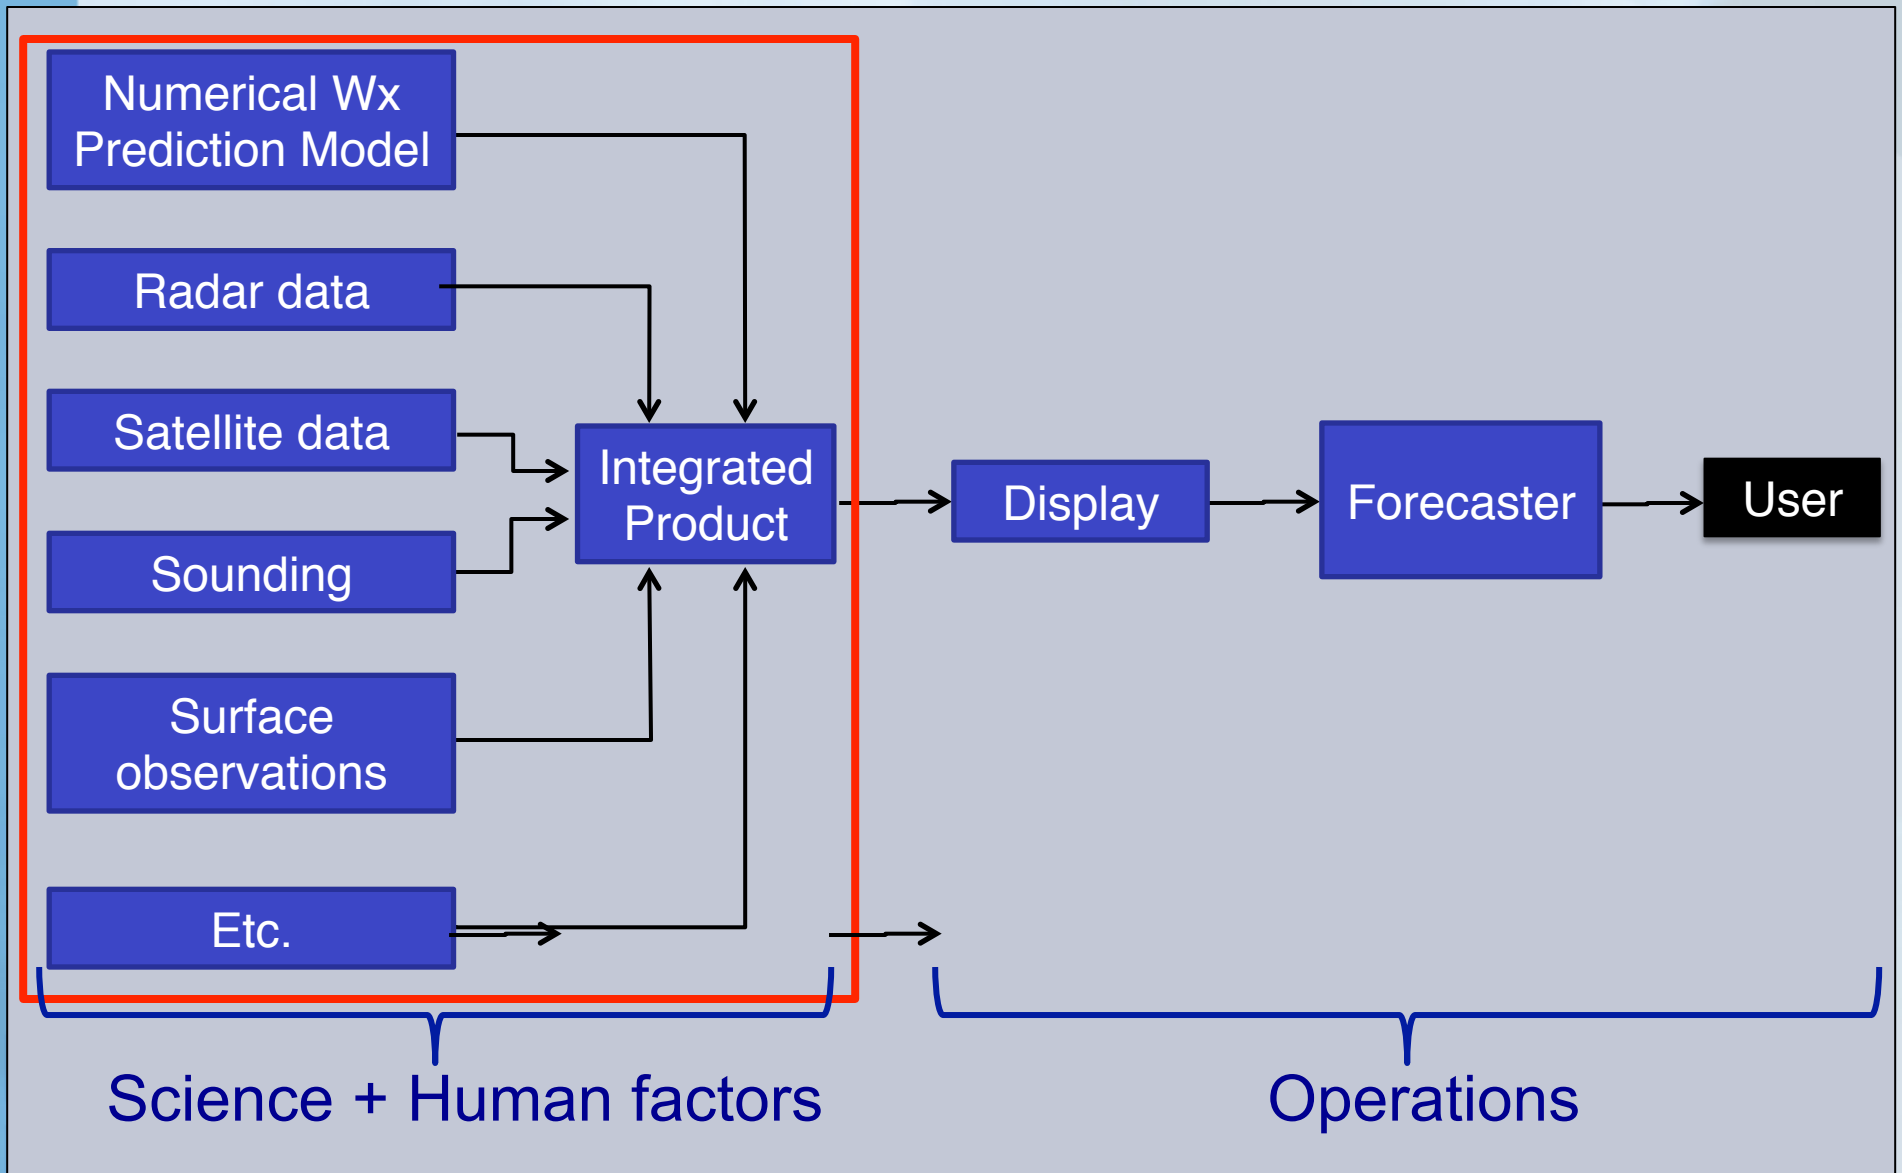 Numerical Wx
Prediction Model
Radar data
Satellite data
Sounding
Surface
observations
Etc.
Integrated
Product
Display
Forecaster
User
Science + Human factors
Operations